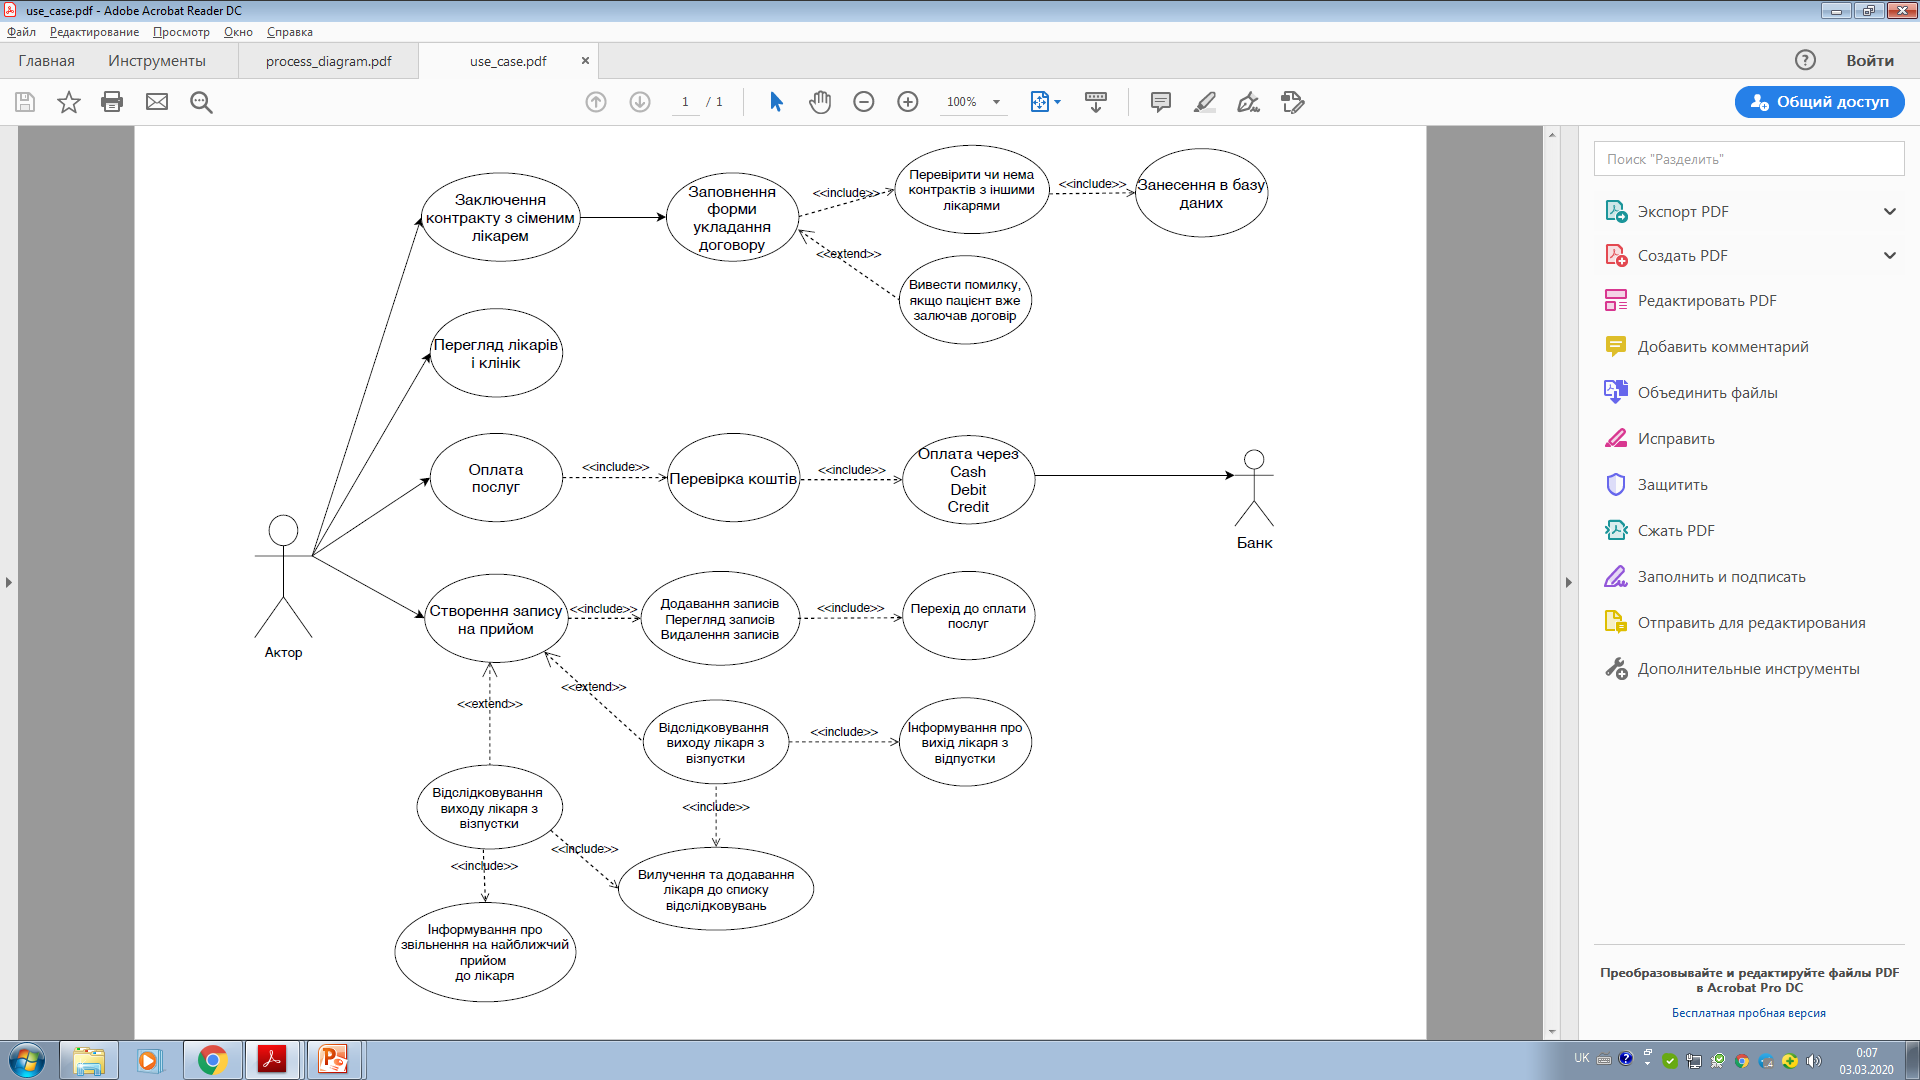 use_case.pdf - Adobe Acrobat Reader DC
Файл Редактирование Просмотр Окно Справка
Главная Инструменты process_diagram.pdf use_case.pdf × ? Войти
1 / 1 100% Общий доступ
Заключення
контракту з сіменим
лікарем
Заповнення
форми
укладання
договору
<<include>>
Перевірити чи нема
контрактів з іншими
лікарями
<<include>>
Занесення в базу
даних
<<extend>>
Вивести помилку,
якщо пацієнт вже
залючав договір
Перегляд лікарів
і клінік
Оплата
послуг
<<include>>
Перевірка коштів
<<include>>
Оплата через
Cash
Debit
Credit
Банк
Актор
Створення запису
на прийом
<<include>>
Додавання записів
Перегляд записів
Видалення записів
<<include>>
Перехід до сплати
послуг
<<extend>>
<<extend>>
Відслідковування
виходу лікаря з
візпустки
<<include>>
Інформування про
вихід лікаря з
відпустки
<<include>>
Відслідковування
виходу лікаря з
візпустки
<<include>>
<<include>>
Вилучення та додавання
лікаря до списку
відслідковувань
Інформування про
звільнення на найближчий
прийом
до лікаря
Поиск "Разделить"
Экспорт PDF
Создать PDF
Редактировать PDF
Добавить комментарий
Объединить файлы
Исправить
Защитить
Сжать PDF
Заполнить и подписать
Отправить для редактирования
Дополнительные инструменты
Преобразовывайте и редактируйте файлы PDF
в Acrobat Pro DC
Бесплатная пробная версия
UK
0:07
03.03.2020